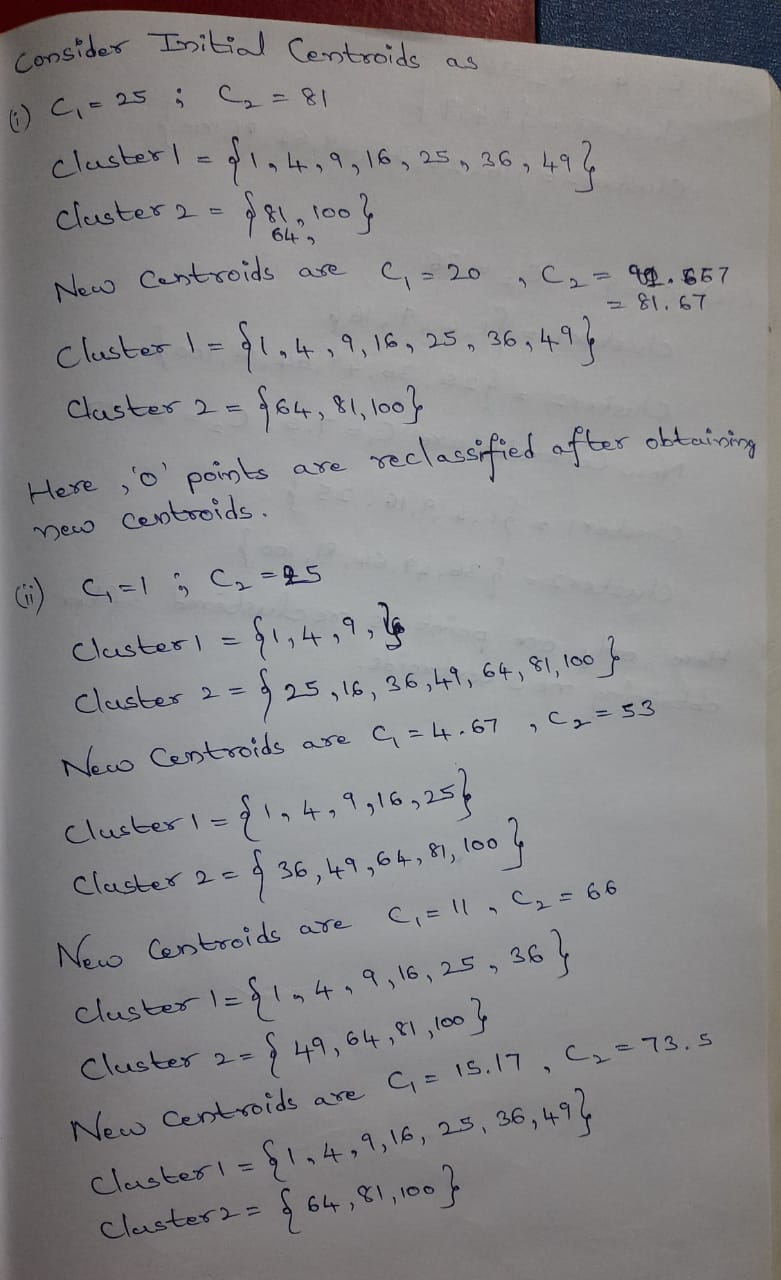 Consider Initial Centroids as
(i) C₁ = 25 ; C₂ = 81
Cluster 1 = {1, 4, 9, 16, 25, 36, 49}
Cluster 2 = {81, 100}
64,
New Centroids are C₁ = 20 , C₂ =
= 81.67
Cluster 1 = {1, 4, 9, 16, 25, 36, 49}
Cluster 2 = {64, 81, 100}
Here, 'o' points are reclassified after obtaining
new centroids.
(ii) C₁ = 1 ; C₂ = 25
Cluster 1 = {1, 4, 9, }
Cluster 2 = {25, 16, 36, 49, 64, 81, 100}
New Centroids are C₁ = 4.67 , C₂ = 53
Cluster 1 = {1, 4, 9, 16, 25}
Cluster 2 = {36, 49, 64, 81, 100}
New Centroids are C₁ = 11 , C₂ = 66
Cluster 1 = {1, 4, 9, 16, 25, 36}
Cluster 2 = {49, 64, 81, 100}
New Centroids are C₁ = 15.17 , C₂ = 73.5
Cluster 1 = {1, 4, 9, 16, 25, 36, 49}
Cluster 2 = {64, 81, 100}